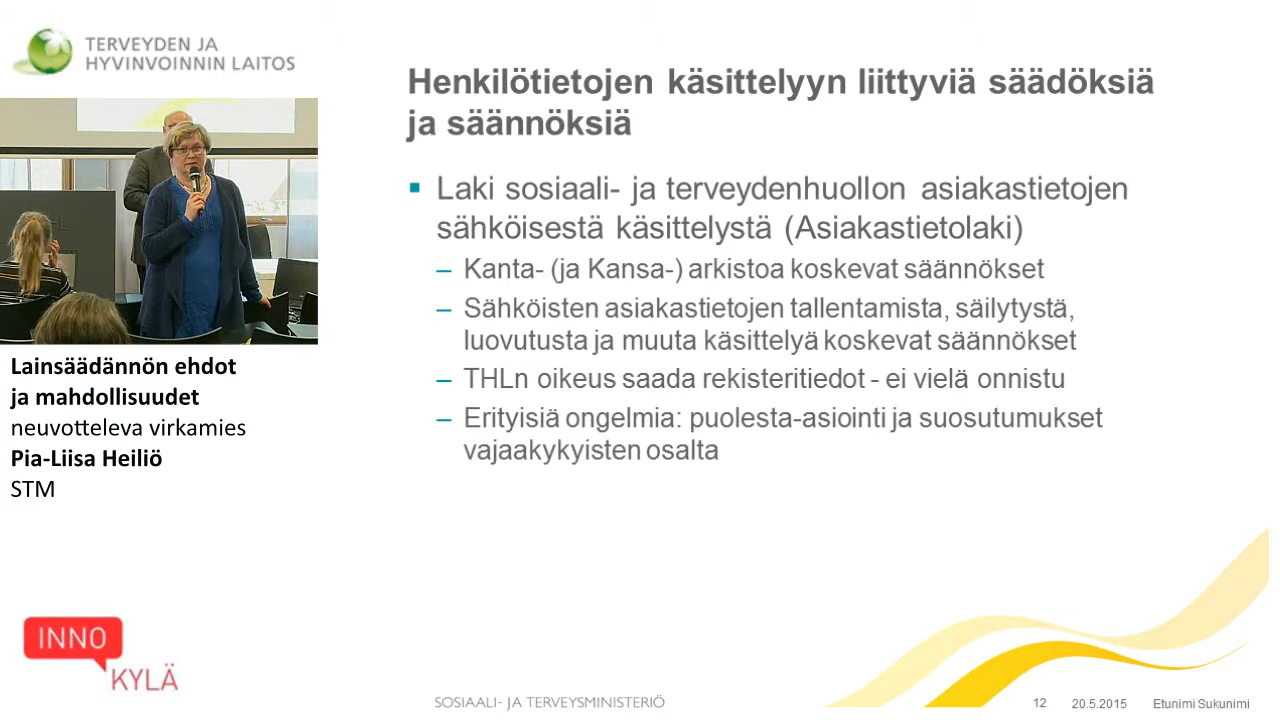 TERVEYDEN JA
HYVINVOINNIN LAITOS
Henkilötietojen käsittelyyn liittyviä säädöksiä
ja säännöksiä
Laki sosiaali- ja terveydenhuollon asiakastietojen
sähköisestä käsittelystä (Asiakastietolaki)
– Kanta- (ja Kansa-) arkistoa koskevat säännökset
– Sähköisten asiakastietojen tallentamista, säilytystä,
luovutusta ja muuta käsittelyä koskevat säännökset
– THLn oikeus saada rekisteritiedot - ei vielä onnistu
– Erityisiä ongelmia: puolesta-asiointi ja suosutumukset
vajaakykyisten osalta
Lainsäädännön ehdot
ja mahdollisuudet
neuvotteleva virkamies
Pia-Liisa Heiliö
STM
INNO
KYLÄ
SOSIAALI- JA TERVEYSMINISTERIÖ
12 20.5.2015 Etunimi Sukunimi